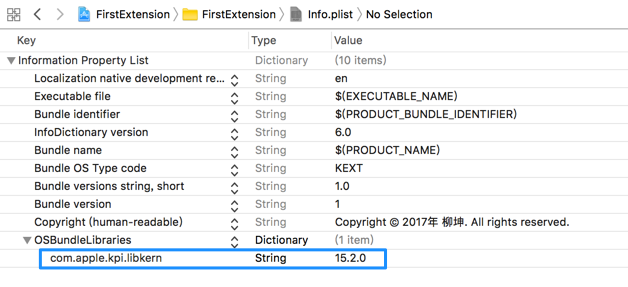 FirstExtension FirstExtension Info.plist No Selection
Key Type Value
Information Property List Dictionary (10 items)
Localization native development re... String en
Executable file String $(EXECUTABLE_NAME)
Bundle identifier String $(PRODUCT_BUNDLE_IDENTIFIER)
InfoDictionary version String 6.0
Bundle name String $(PRODUCT_NAME)
Bundle OS Type code String KEXT
Bundle versions string, short String 1.0
Bundle version String 1
Copyright (human-readable) String Copyright © 2017年 柳坤. All rights reserved.
OSBundleLibraries Dictionary (1 item)
com.apple.kpi.libkern String 15.2.0